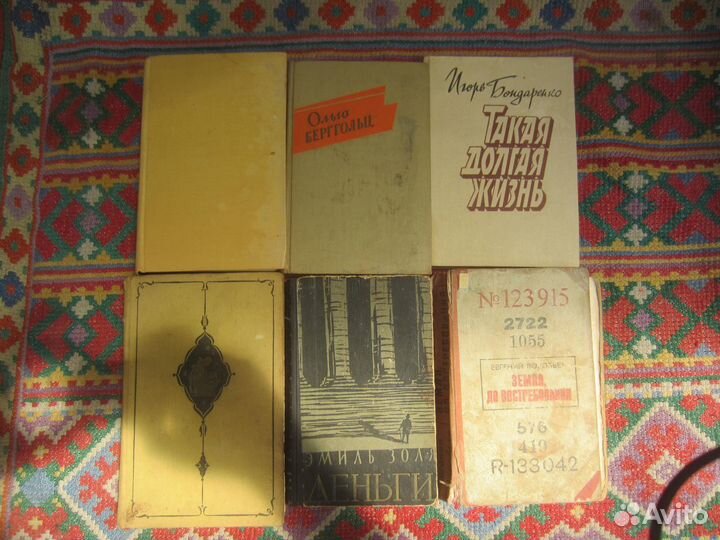 Ольга
БЕРГГОЛЬЦ
Игорь Бондаренко
ТАКАЯ
ДОЛГАЯ
ЖИЗНЬ
ЭМИЛЬ ЗОЛЯ
ДЕНЬГИ
№123915
2722
1055
ЕВГЕНИЙ
ЗЕМЛЯ,
ДО ВОСТРЕБОВАНИЯ
576
410
R-133042
Avito